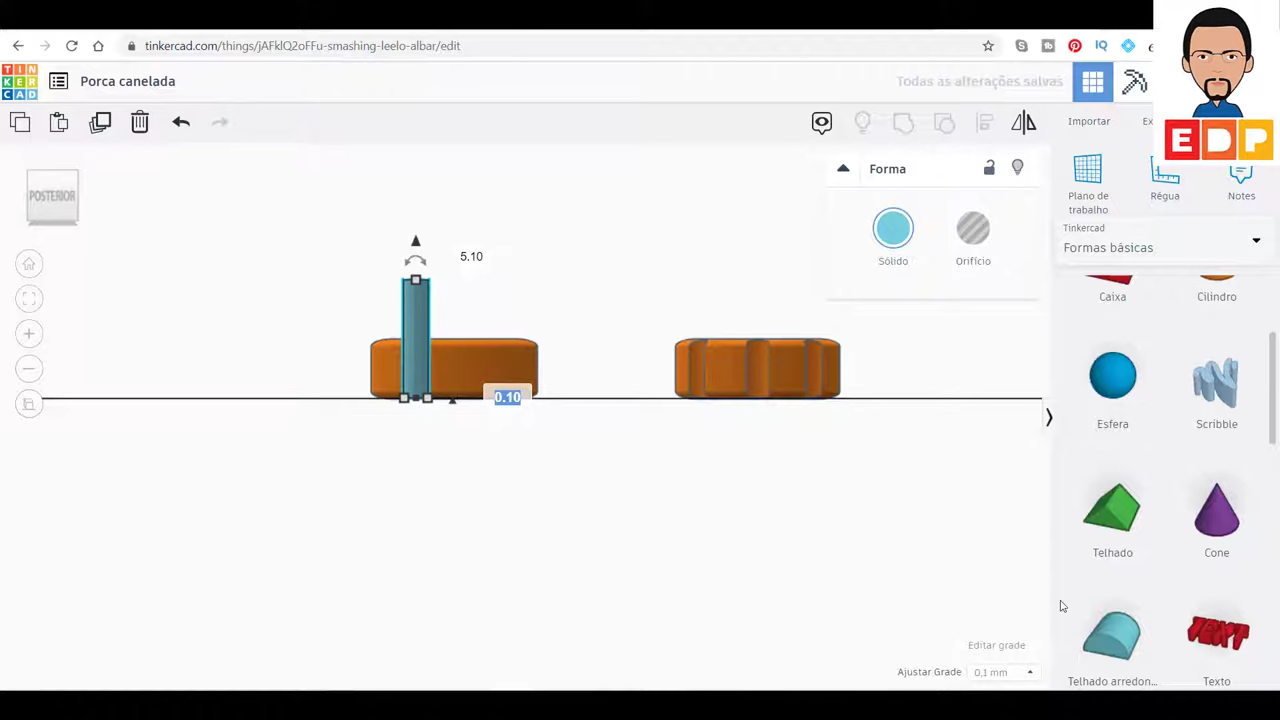 tinkercad.com/things/jAFklQ2oFFu-smashing-leelo-albar/edit
TIN
KER
CAD
Porca canelada
Todas as alterações salvas
EDP
Importar
Ex
POSTERIOR
5.10
0.10
Forma
Sólido
Orifício
Plano de
trabalho
Régua
Notes
Tinkercad
Formas básicas
Caixa
Cilindro
Esfera
Scribble
Telhado
Cone
TEXT
Telhado arredon...
Texto
Editar grade
Ajustar Grade
0,1 mm